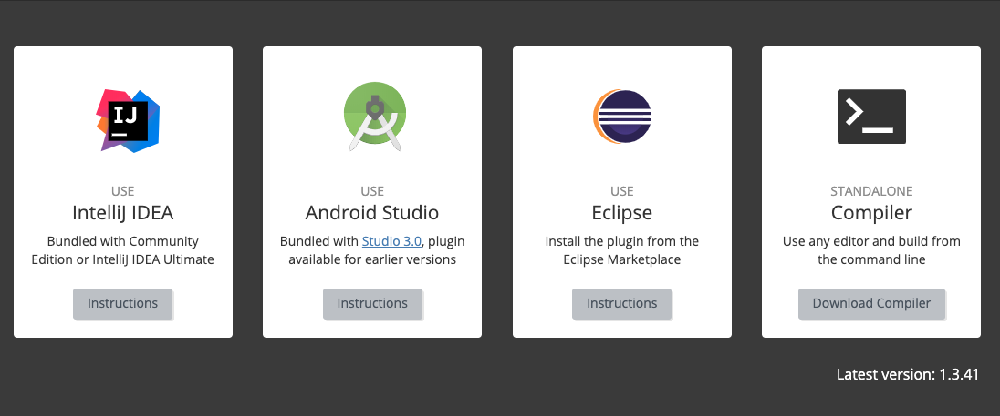 IJ
USE
IntelliJ IDEA
Bundled with Community
Edition or IntelliJ IDEA Ultimate
Instructions
USE
Android Studio
Bundled with Studio 3.0, plugin
available for earlier versions
Instructions
USE
Eclipse
Install the plugin from the
Eclipse Marketplace
Instructions
STANDALONE
Compiler
Use any editor and build from
the command line
Download Compiler
Latest version: 1.3.41